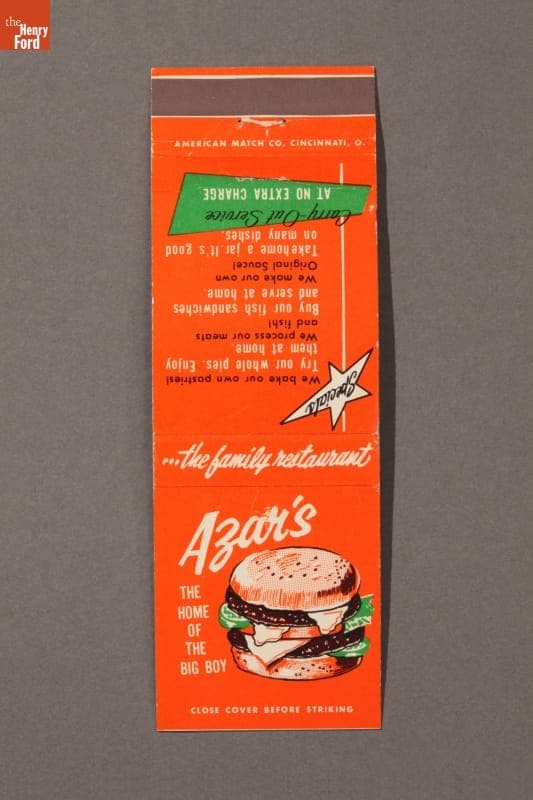 the
Henry
Ford
AMERICAN MATCH CO. CINCINNATI, O.
Specials
We bake our own pastries!
Try our whole pies. Enjoy
them at home.
We process our meats
and fish!
Buy our fish sandwiches
and serve at home.
We make our own
Original Sauce!
Take home a jar..It's good
on many dishes.
Carry-Out Service
AT NO EXTRA CHARGE
...the family restaurant
Azar's
THE
HOME
OF
THE
BIG BOY
CLOSE COVER BEFORE STRIKING